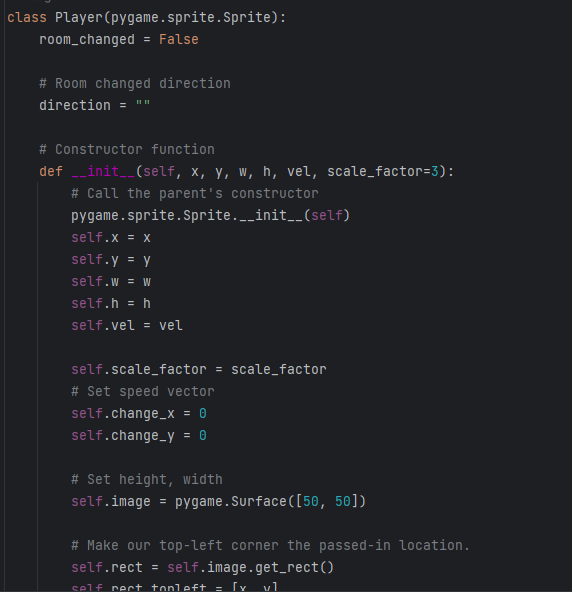 class Player(pygame.sprite.Sprite):
room_changed = False
# Room changed direction
direction = ""
# Constructor function
def __init__(self, x, y, w, h, vel, scale_factor=3):
# Call the parent's constructor
pygame.sprite.Sprite.__init__(self)
self.x = x
self.y = y
self.w = w
self.h = h
self.vel = vel
self.scale_factor = scale_factor
# Set speed vector
self.change_x = 0
self.change_y = 0
# Set height, width
self.image = pygame.Surface([50, 50])
# Make our top-left corner the passed-in location.
self.rect = self.image.get_rect()
self.rect.topleft = [x, y]